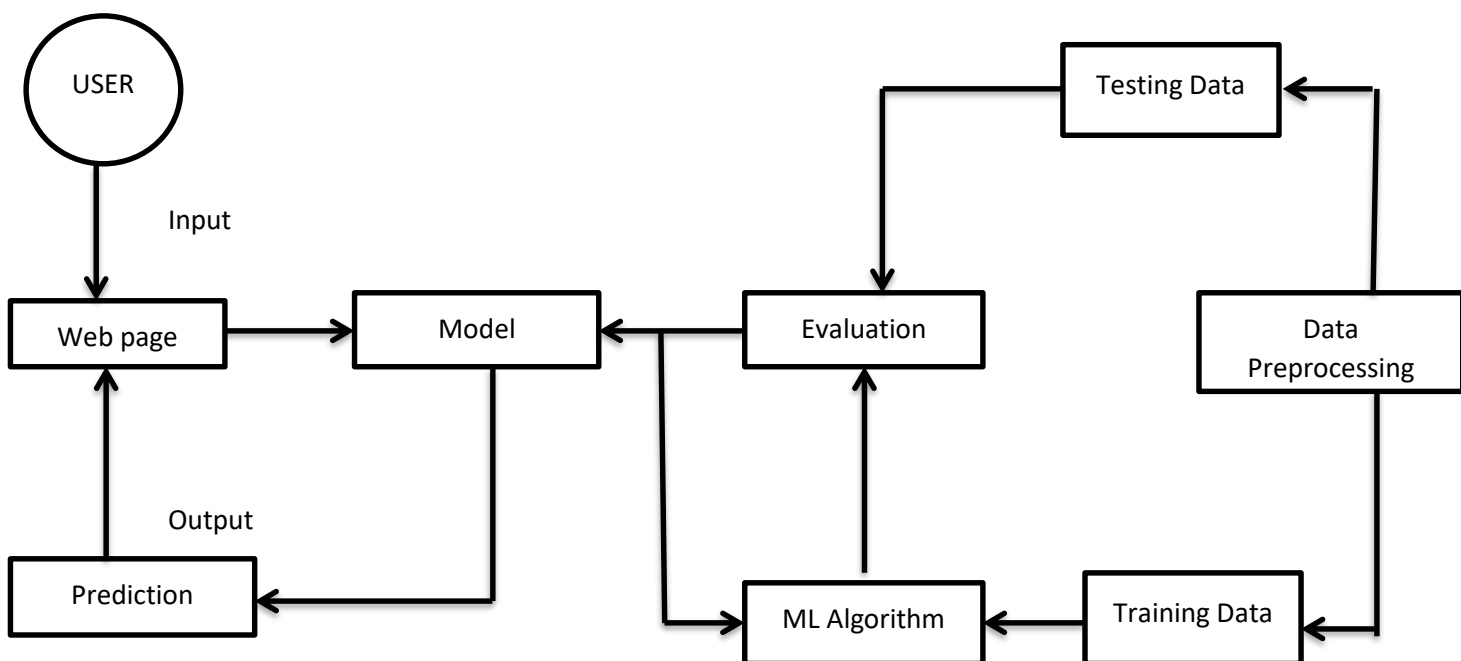 USER
Testing Data
Input
Web page
Model
Evaluation
Data
Preprocessing
Output
Prediction
ML Algorithm
Training Data